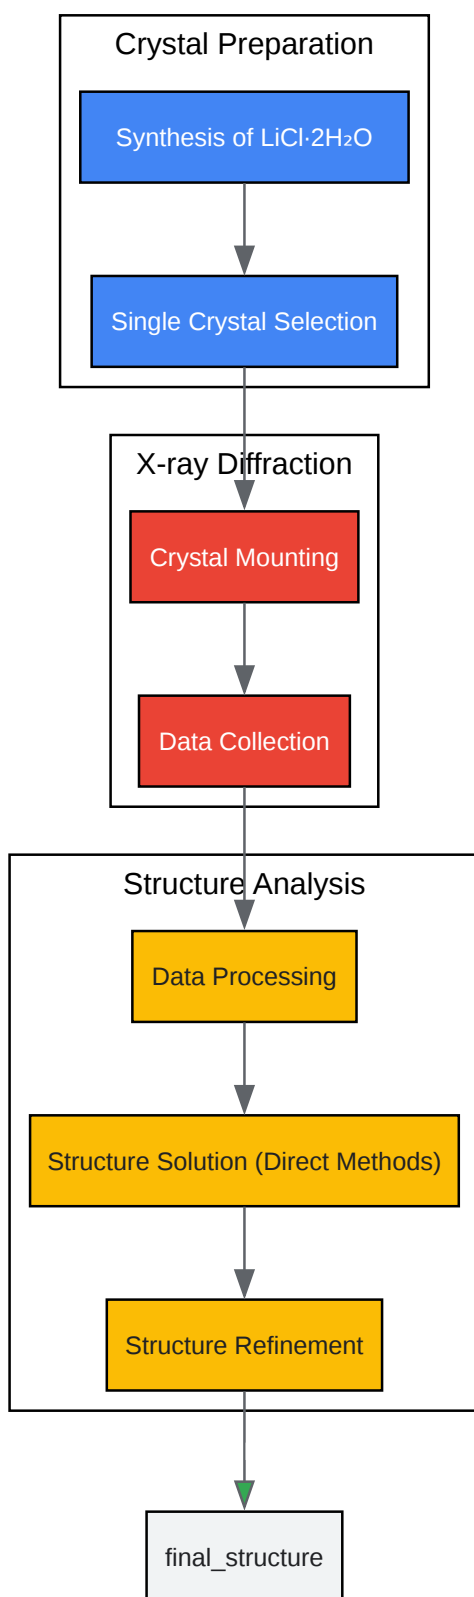 Crystal Preparation
Synthesis of LiCl·2H₂O
Single Crystal Selection
X-ray Diffraction
Crystal Mounting
Data Collection
Structure Analysis
Data Processing
Structure Solution (Direct Methods)
Structure Refinement
final_structure